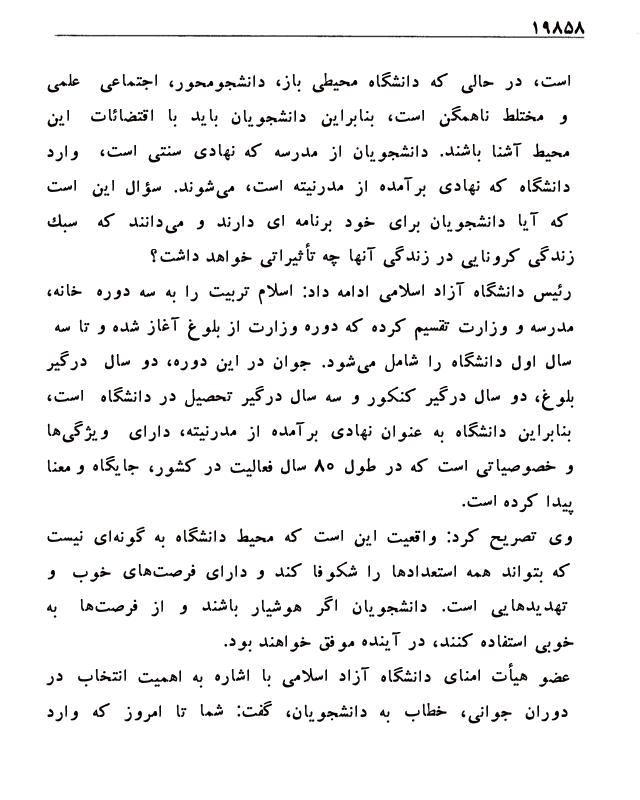 ۱۹۸۵۸
است، در حالی که دانشگاه محیطی باز، دانشجومحور، اجتماعی علمی
و مختلط ناهمگن است، بنابراین دانشجویان باید با اقتضائات این
محیط آشنا باشند. دانشجویان از مدرسه که نهادی سنتی است، وارد
دانشگاه که نهادی برآمده از مدرنیته است، می‌شوند. سؤال این است
که آیا دانشجویان برای خود برنامه ای دارند و می‌دانند که سبک
زندگی کرونایی در زندگی آنها چه تأثیراتی خواهد داشت؟
رئیس دانشگاه آزاد اسلامی ادامه داد: اسلام تربیت را به سه دوره خانه،
مدرسه و وزارت تقسیم کرده که دوره وزارت از بلوغ آغاز شده و تا سه
سال اول دانشگاه را شامل می‌شود. جوان در این دوره، دو سال درگیر
بلوغ، دو سال درگیر کنکور و سه سال درگیر تحصیل در دانشگاه است،
بنابراین دانشگاه به عنوان نهادی برآمده از مدرنیته، دارای ویژگی‌ها
و خصوصیاتی است که در طول ۸۰ سال فعالیت در کشور، جایگاه و معنا
پیدا کرده است.
وی تصریح کرد: واقعیت این است که محیط دانشگاه به گونه‌ای نیست
که بتواند همه استعدادها را شکوفا کند و دارای فرصت‌های خوب و
تهدیدهایی است. دانشجویان اگر هوشیار باشند و از فرصت‌ها به
خوبی استفاده کنند، در آینده موفق خواهند بود.
عضو هیأت امنای دانشگاه آزاد اسلامی با اشاره به اهمیت انتخاب در
دوران جوانی، خطاب به دانشجویان، گفت: شما تا امروز که وارد